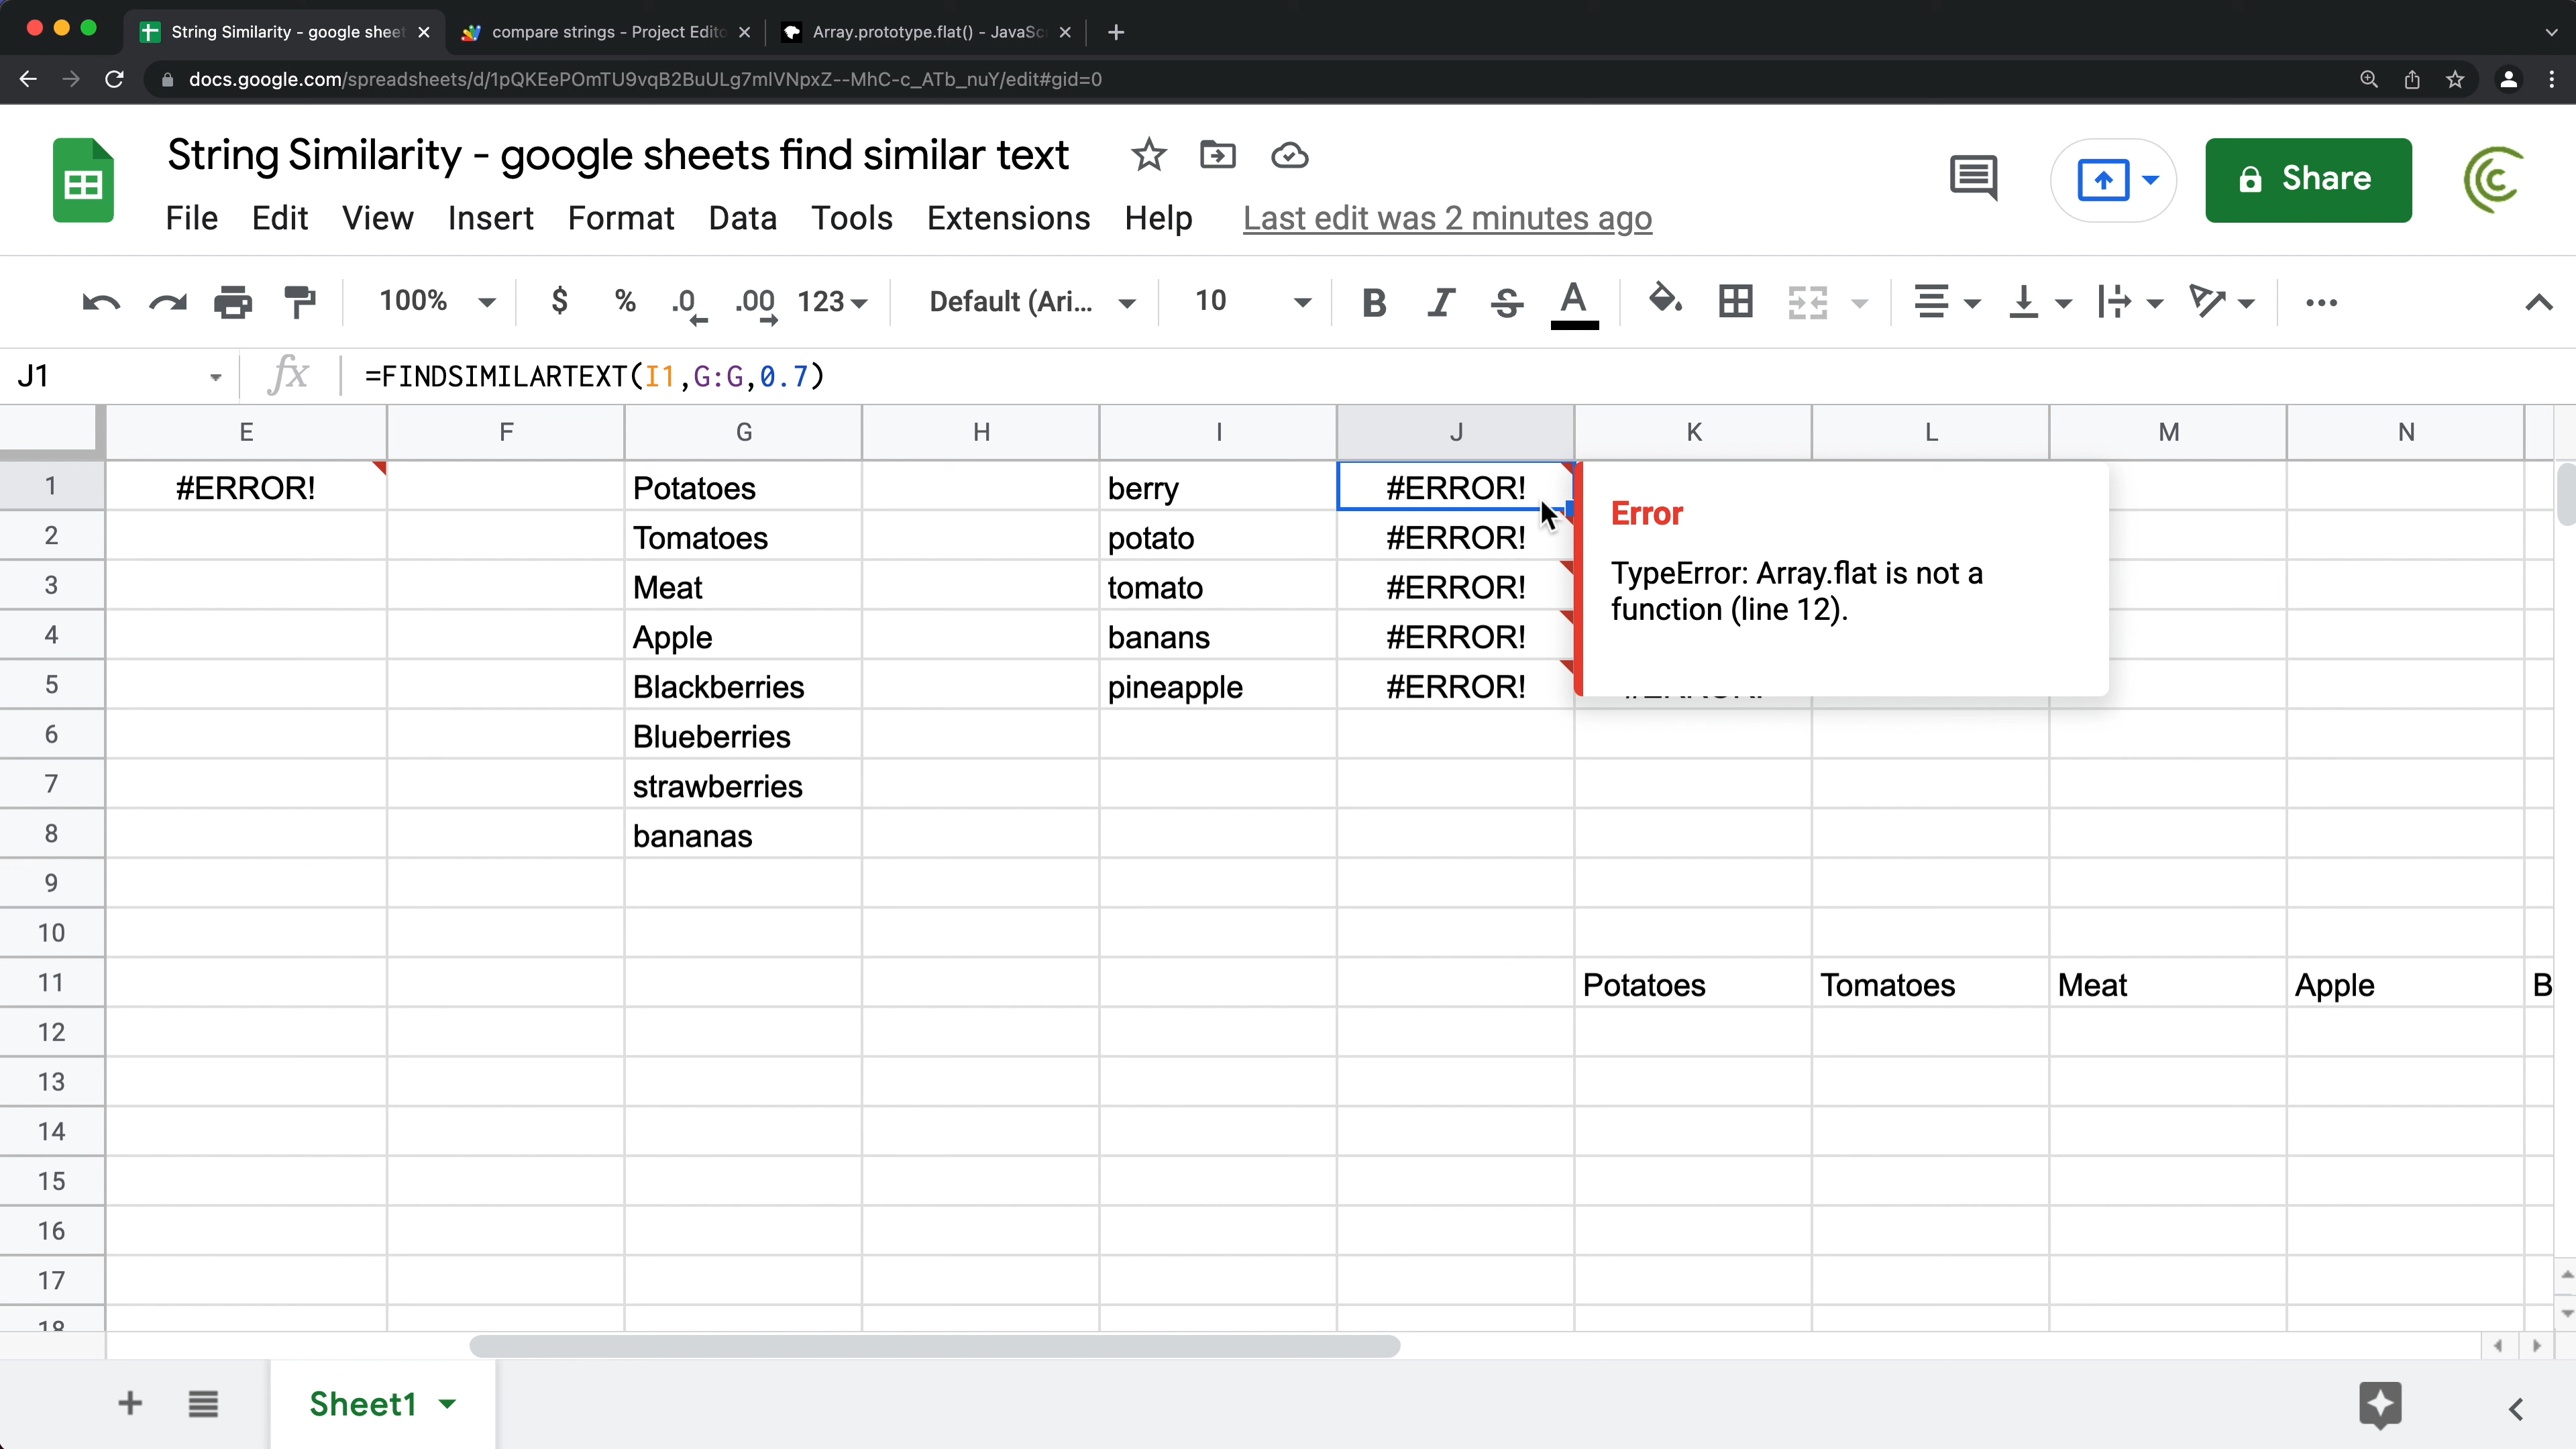 String Similarity - google sheet
compare strings - Project Edito
Array.prototype.flat() - JavaSc
docs.google.com/spreadsheets/d/1pQKEePOmTU9vqB2BuULg7mlVNpxZ--MhC-c_ATb_nuY/edit#gid=0
String Similarity - google sheets find similar text
Share
File Edit View Insert Format Data Tools Extensions Help Last edit was 2 minutes ago
100% $ % .0 .00 123 Default (Ari... 10 B I S A
J1 fx =FINDSIMILARTEXT(I1,G:G,0.7)
E F G H I J K L M N
1 #ERROR! Potatoes berry #ERROR!
2 Tomatoes potato #ERROR!
3 Meat tomato #ERROR!
4 Apple banans #ERROR!
5 Blackberries pineapple #ERROR!
Error
TypeError: Array.flat is not a
function (line 12).
6 Blueberries
7 strawberries
8 bananas
9
10
11 Potatoes Tomatoes Meat Apple B
12
13
14
15
16
17
18
Sheet1